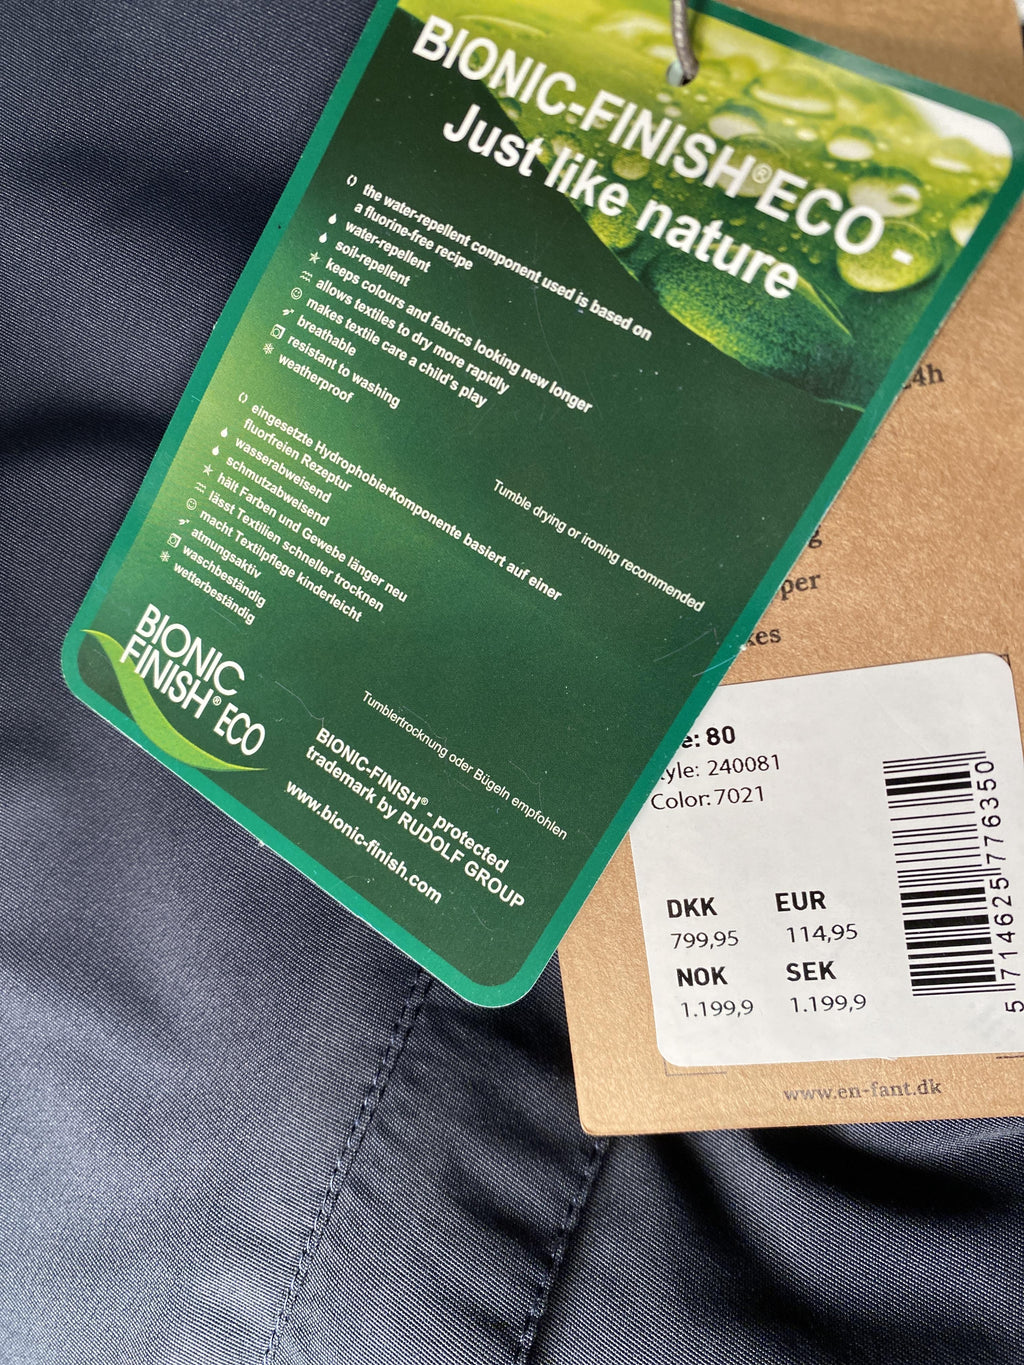 BIONIC-FINISH®ECO -
Just like nature
the water-repellent component used is based on
a fluorine-free recipe
water-repellent
soil-repellent
keeps colours and fabrics looking new longer
allows textiles to dry more rapidly
makes textile care a child's play
breathable
resistant to washing
weatherproof
Tumble drying or ironing recommended
eingesetzte Hydrophobierkomponente basiert auf einer
fluorfreien Rezeptur
wasserabweisend
schmutzabweisend
hält Farben und Gewebe länger neu
lässt Textilien schneller trocknen
macht Textilpflege kinderleicht
atmungsaktiv
waschbeständig
wetterbeständig
Tumblertrocknung oder Bügeln empfohlen
BIONIC
FINISH® ECO
BIONIC-FINISH® - protected
trademark by RUDOLF GROUP
www.bionic-finish.com
4h
per
kes
e: 80
yle: 240081
Color: 7021
DKK EUR
799,95 114,95
NOK SEK
1.199,9 1.199,9
5 714625 776350
www.en-fant.dk